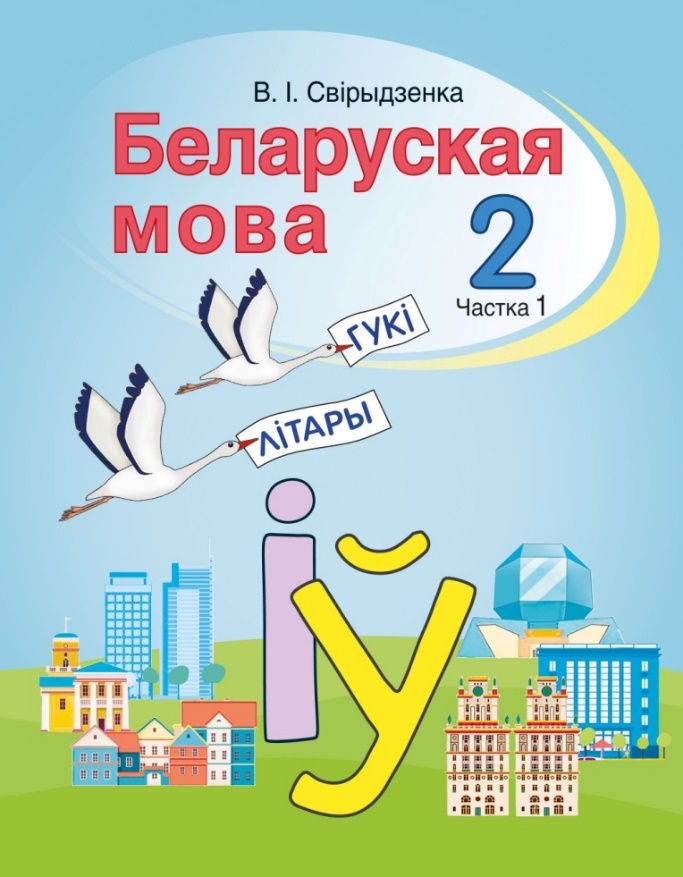 В. І. Свірыдзенка
Беларуская
мова
2
Частка 1
ГУКІ
ЛІТАРЫ
і ў